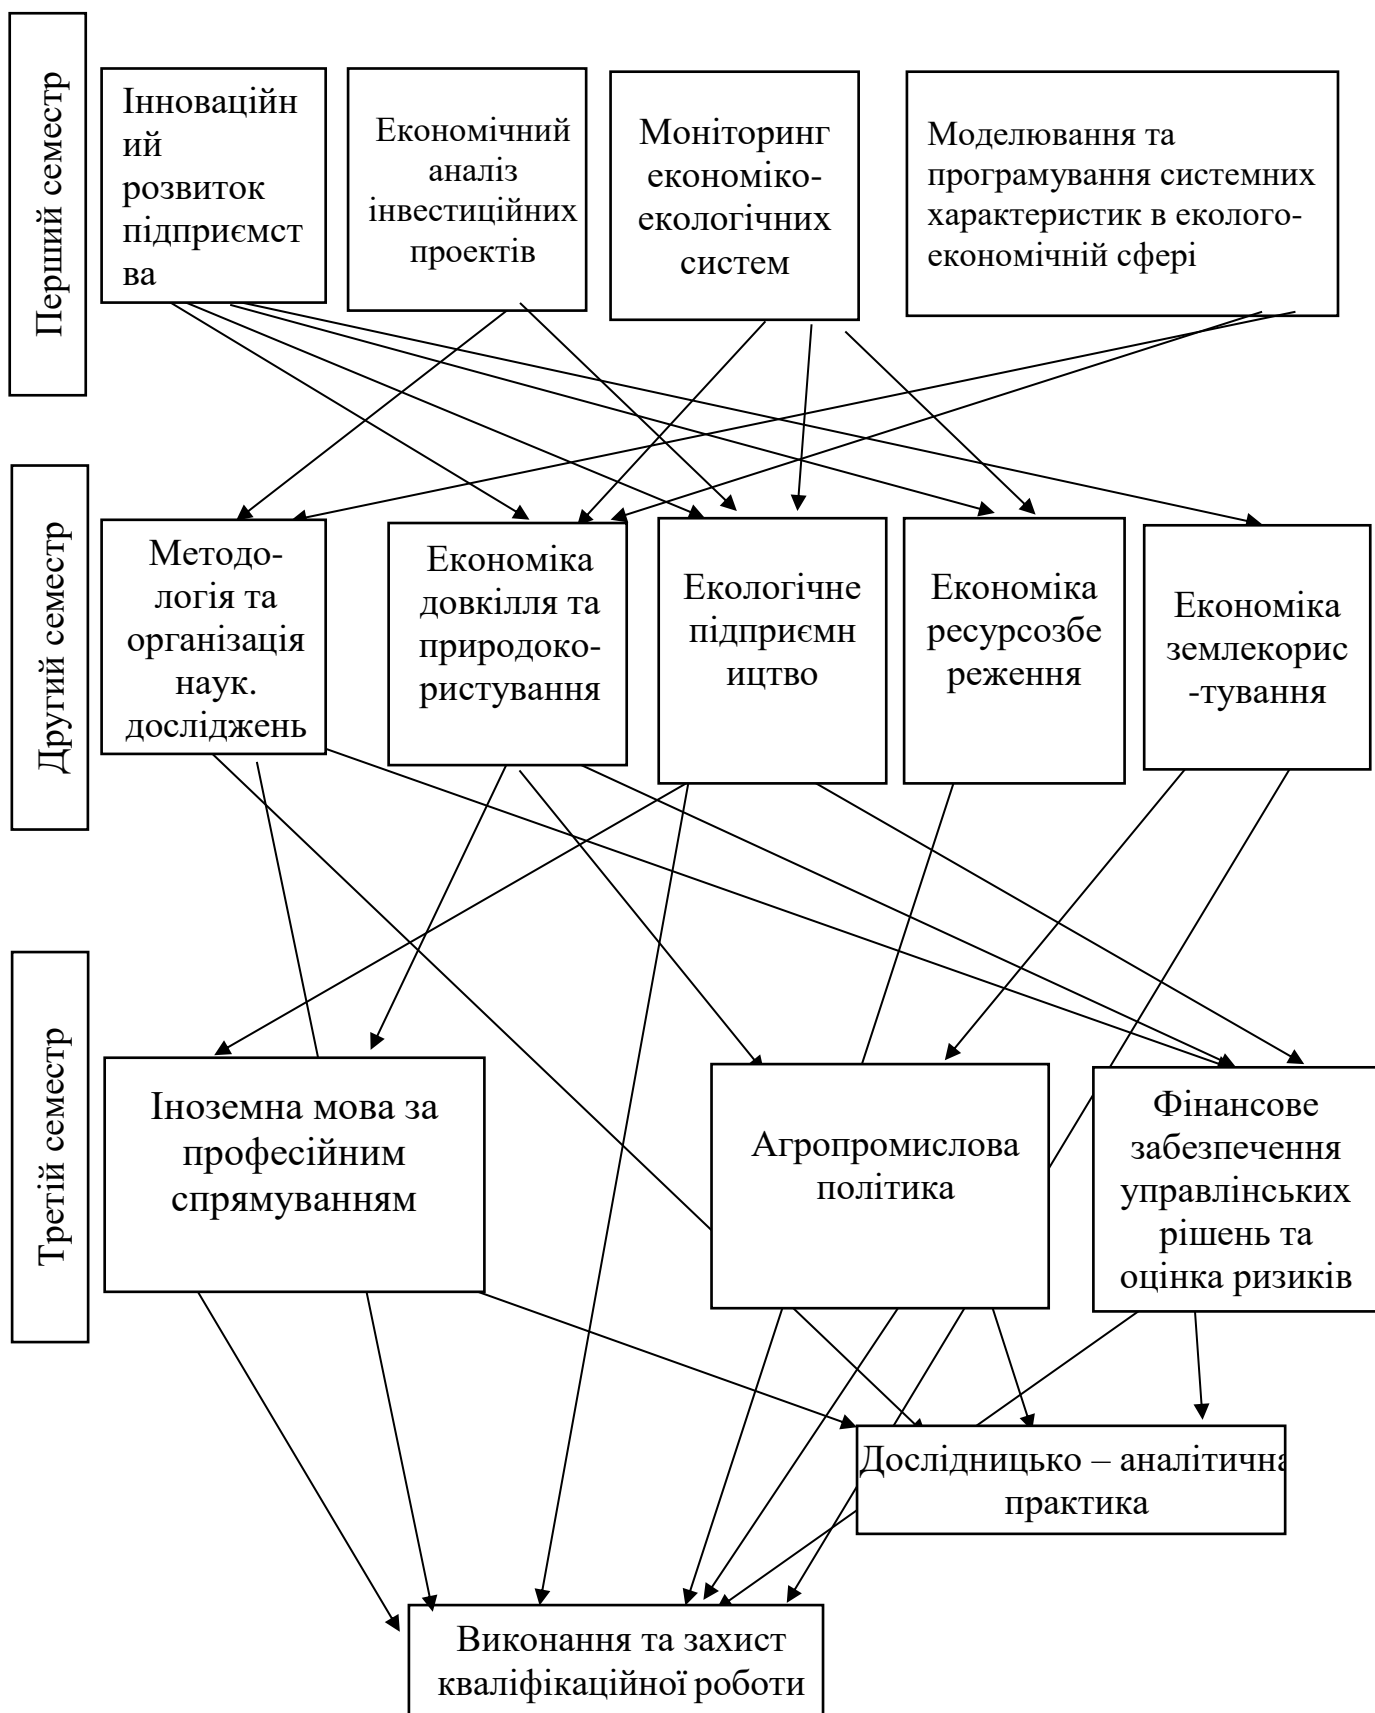 Перший семестр
Інноваційн
ий
розвиток
підприємст
ва
Економічний
аналіз
інвестиційних
проектів
Моніторинг
економіко-
екологічних
систем
Моделювання та
програмування системних
характеристик в еколого-
економічній сфері
Другий семестр
Методо-
логія та
організація
наук.
досліджень
Економіка
довкілля та
природоко-
ристування
Екологічне
підприємн
ицтво
Економіка
ресурсозбе
реження
Економіка
землекорис
-тування
Третій семестр
Іноземна мова за
професійним
спрямуванням
Агропромислова
політика
Фінансове
забезпечення
управлінських
рішень та
оцінка ризиків
Дослідницько – аналітична
практика
Виконання та захист
кваліфікаційної роботи